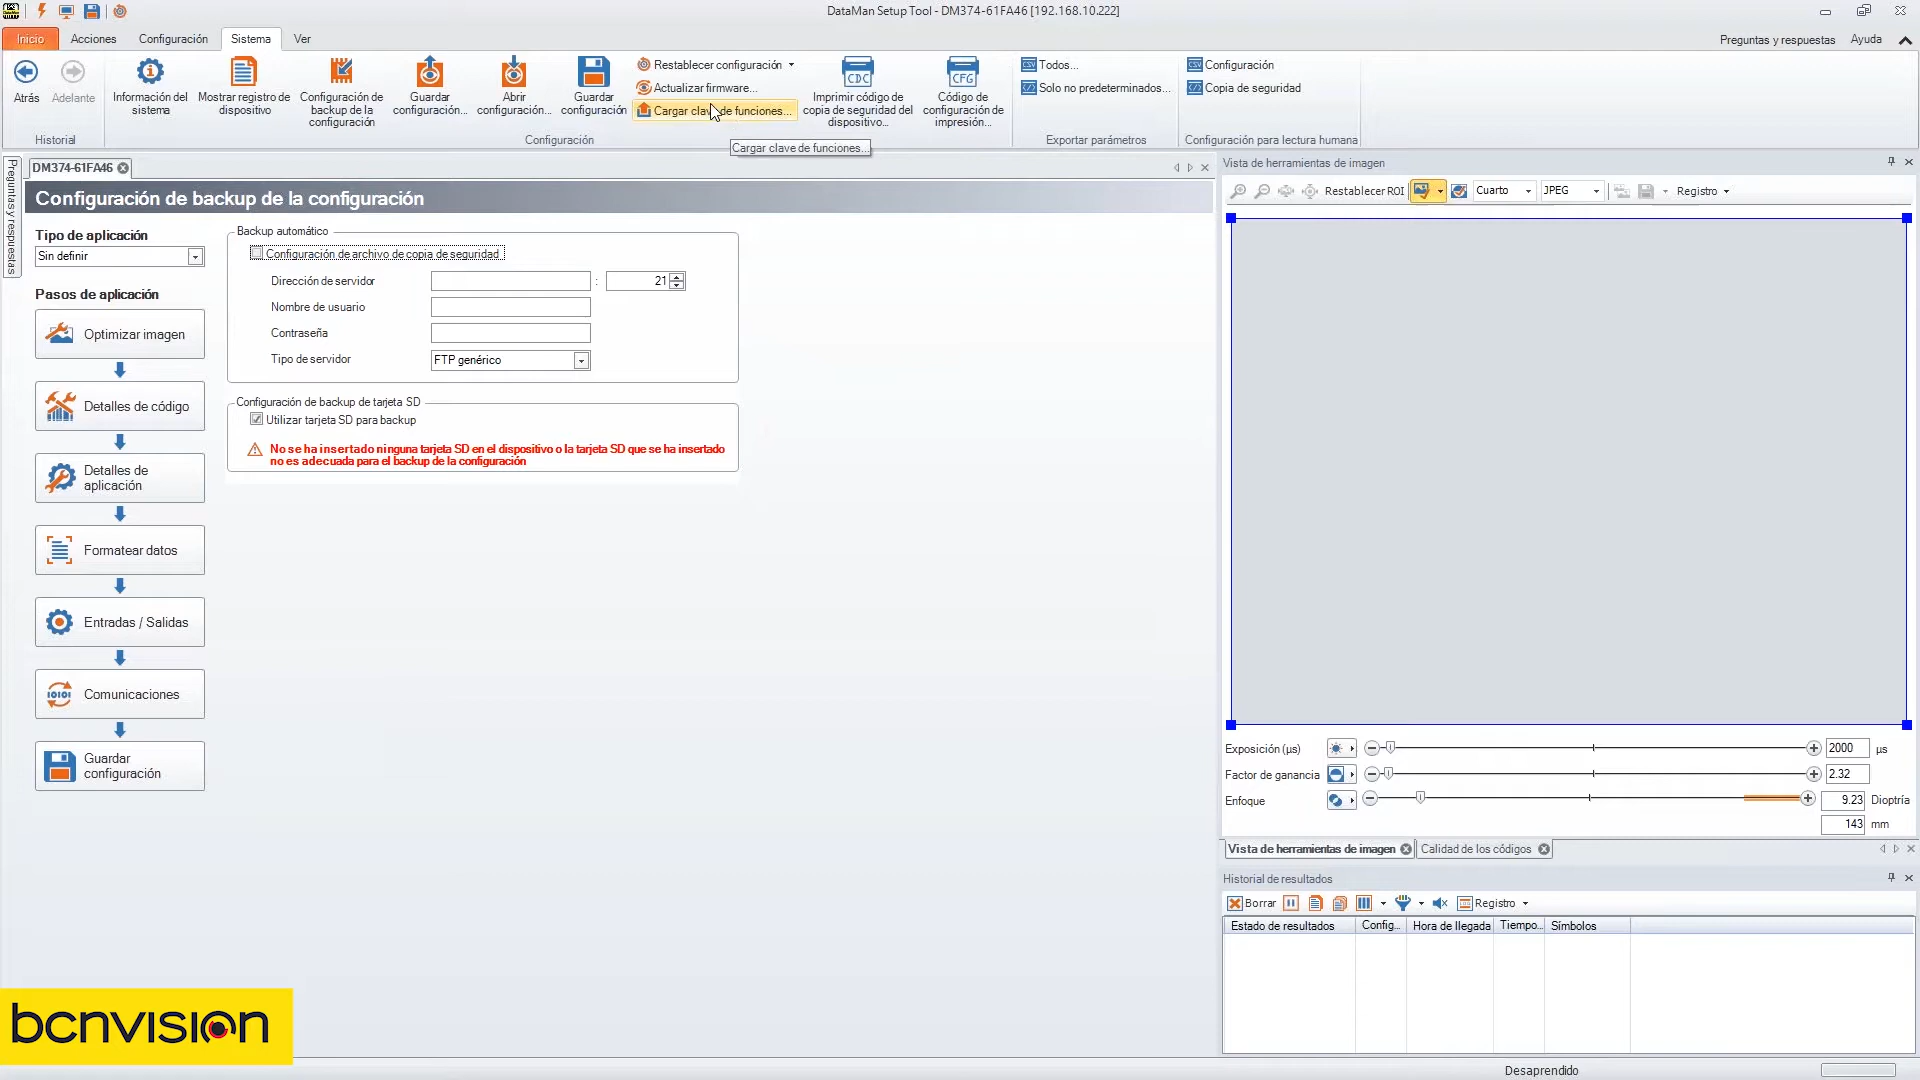 DataMan Setup Tool - DM374-61FA46 [192.168.10.222]
Inicio
Acciones
Configuración
Sistema
Ver
Preguntas y respuestas
Ayuda
Atrás
Adelante
Historial
Información del
sistema
Mostrar registro de
dispositivo
Configuración de
backup de la
configuración
Guardar
configuración...
Abrir
configuración...
Guardar
configuración
Restablecer configuración
Actualizar firmware...
Cargar clave de funciones...
CDC
Imprimir código de
copia de seguridad del
dispositivo...
CFG
Código de
configuración de
impresión...
Configuración
Todos...
Solo no predeterminados...
Exportar parámetros
Configuración
Copia de seguridad
Configuración para lectura humana
Cargar clave de funciones...
Preguntas y respuestas
DM374-61FA46
Configuración de backup de la configuración
Tipo de aplicación
Sin definir
Pasos de aplicación
Optimizar imagen
Detalles de código
Detalles de
aplicación
Formatear datos
Entradas / Salidas
Comunicaciones
Guardar
configuración
Backup automático
Configuración de archivo de copia de seguridad
Dirección de servidor
:
21
Nombre de usuario
Contraseña
Tipo de servidor
FTP genérico
Configuración de backup de tarjeta SD
Utilizar tarjeta SD para backup
No se ha insertado ninguna tarjeta SD en el dispositivo o la tarjeta SD que se ha insertado
no es adecuada para el backup de la configuración
Vista de herramientas de imagen
Restablecer ROI
Cuarto
JPEG
Registro
Exposición (µs)
2000
µs
Factor de ganancia
2.32
Enfoque
9.23
Dioptría
143
mm
Vista de herramientas de imagen
Calidad de los códigos
Historial de resultados
Borrar
Registro
Estado de resultados
Config...
Hora de llegada
Tiempo...
Símbolos
bcnvision
Desaprendido